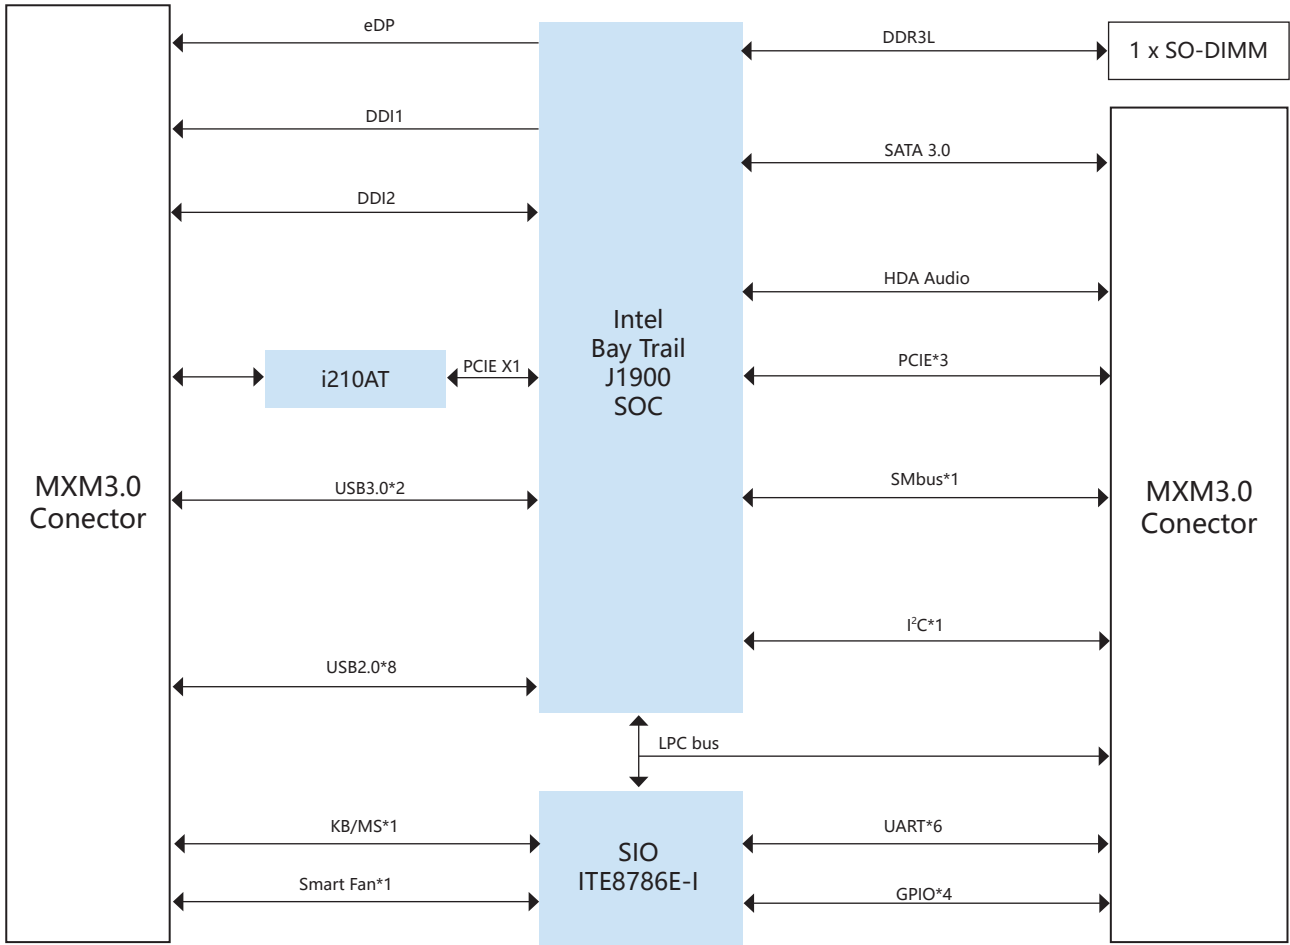 eDP
DDR3L
1 x SO-DIMM
DDI1
SATA 3.0
DDI2
HDA Audio
Intel
Bay Trail
J1900
SOC
i210AT
PCIE X1
PCIE*3
MXM3.0
Conector
USB3.0*2
SMbus*1
MXM3.0
Conector
I²C*1
USB2.0*8
LPC bus
KB/MS*1
UART*6
SIO
ITE8786E-I
Smart Fan*1
GPIO*4